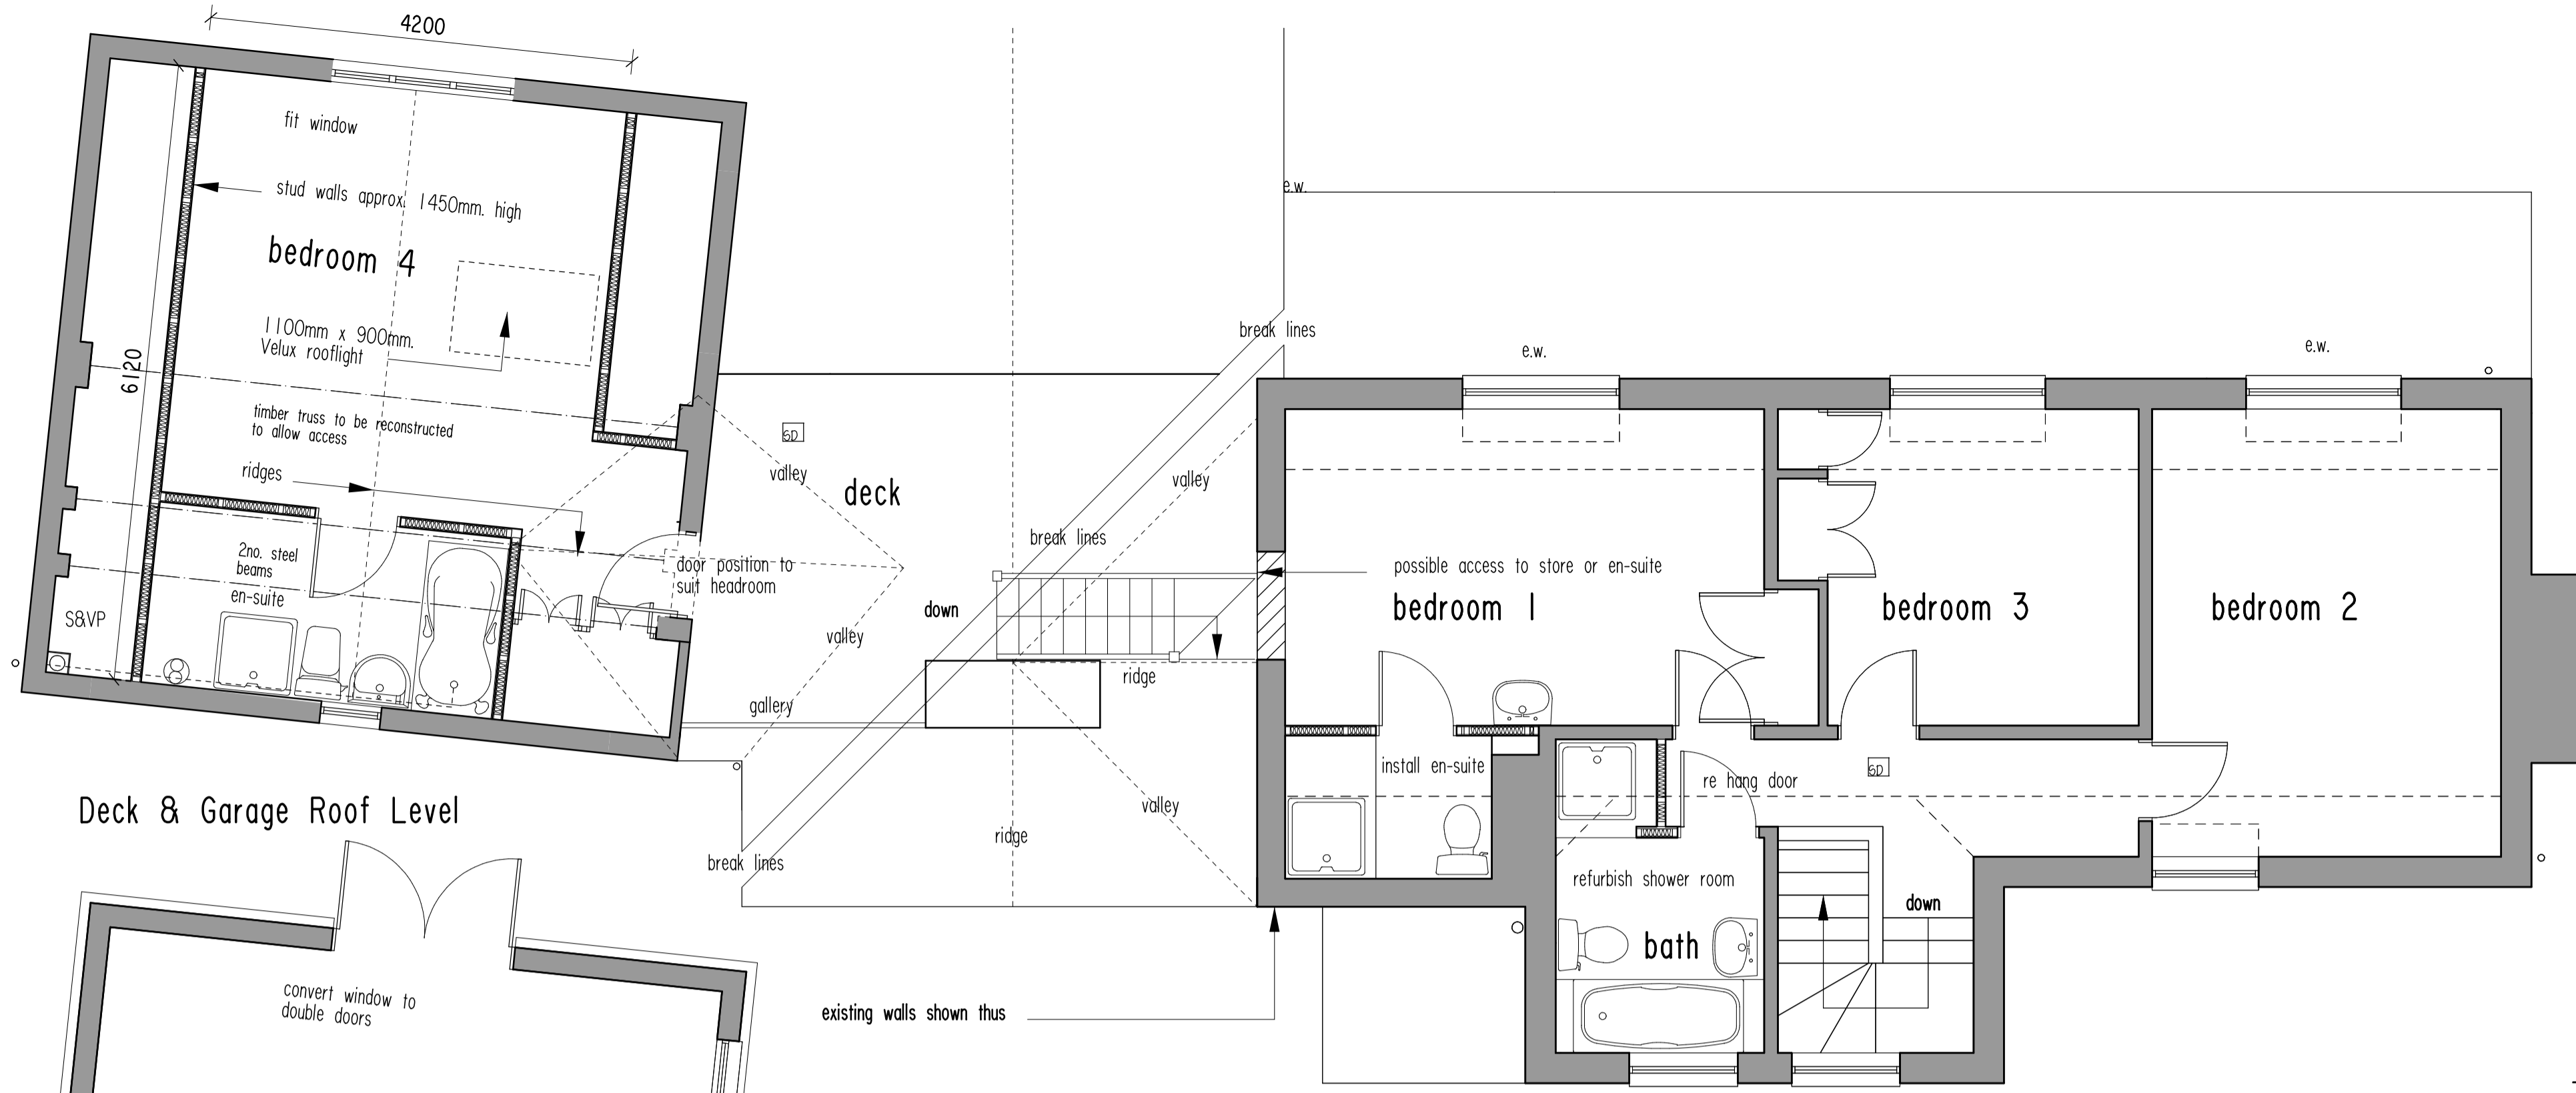 4200
fit window
stud walls approx. 1450mm. high
bedroom 4
1100mm x 900mm.
Velux rooflight
6120
timber truss to be reconstructed
to allow access
ridges
2no. steel
beams
en-suite
S&VP
door position to
suit headroom
SD
valley
deck
valley
gallery
down
break lines
break lines
break lines
valley
ridge
valley
ridge
e.w.
e.w.
e.w.
possible access to store or en-suite
bedroom 1
bedroom 3
bedroom 2
install en-suite
re hang door
SD
refurbish shower room
bath
down
Deck & Garage Roof Level
convert window to
double doors
existing walls shown thus